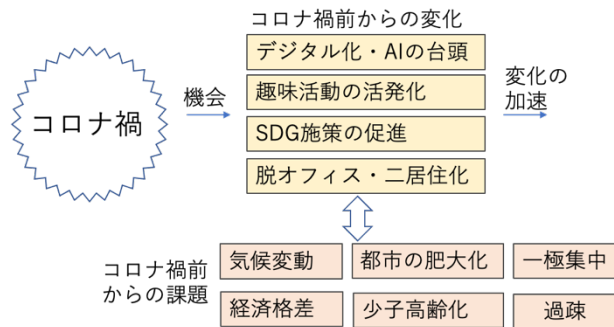 コロナ禍前からの変化
コロナ禍
機会
デジタル化・AIの台頭
趣味活動の活発化
SDG施策の促進
脱オフィス・二居住化
変化の
加速
コロナ禍前
からの課題
気候変動
都市の肥大化
一極集中
経済格差
少子高齢化
過疎